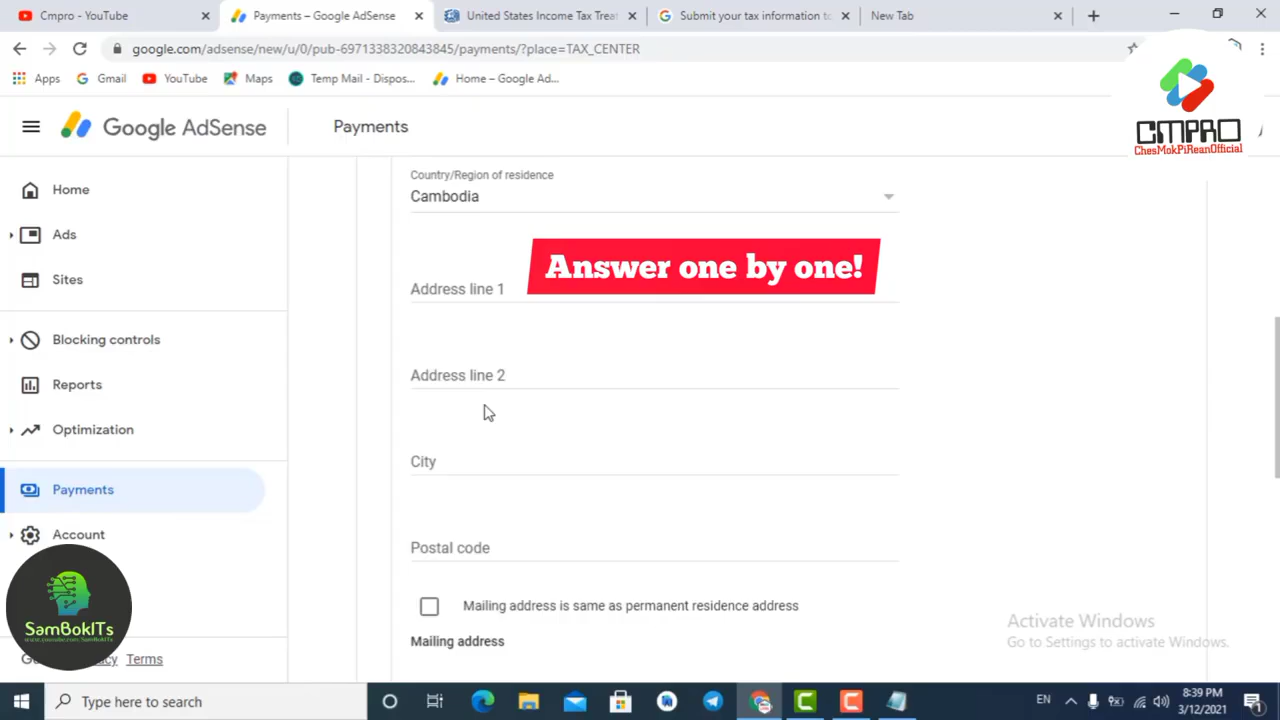 Cmpro - YouTube
Payments – Google AdSense
United States Income Tax Treat
Submit your tax information to
New Tab
google.com/adsense/new/u/0/pub-6971338320843845/payments/?place=TAX_CENTER
Apps
Gmail
YouTube
Maps
Temp Mail - Dispos...
Home – Google Ad...
CMPRO
ChesMokPiReanOfficial
Google AdSense
Payments
Home
Ads
Sites
Blocking controls
Reports
Optimization
Payments
Account
Country/Region of residence
Cambodia
Answer one by one!
Address line 1
Address line 2
City
Postal code
Mailing address is same as permanent residence address
Mailing address
SamBokITs
Terms
Activate Windows
Go to Settings to activate Windows.
Type here to search
EN
8:39 PM
3/12/2021
1